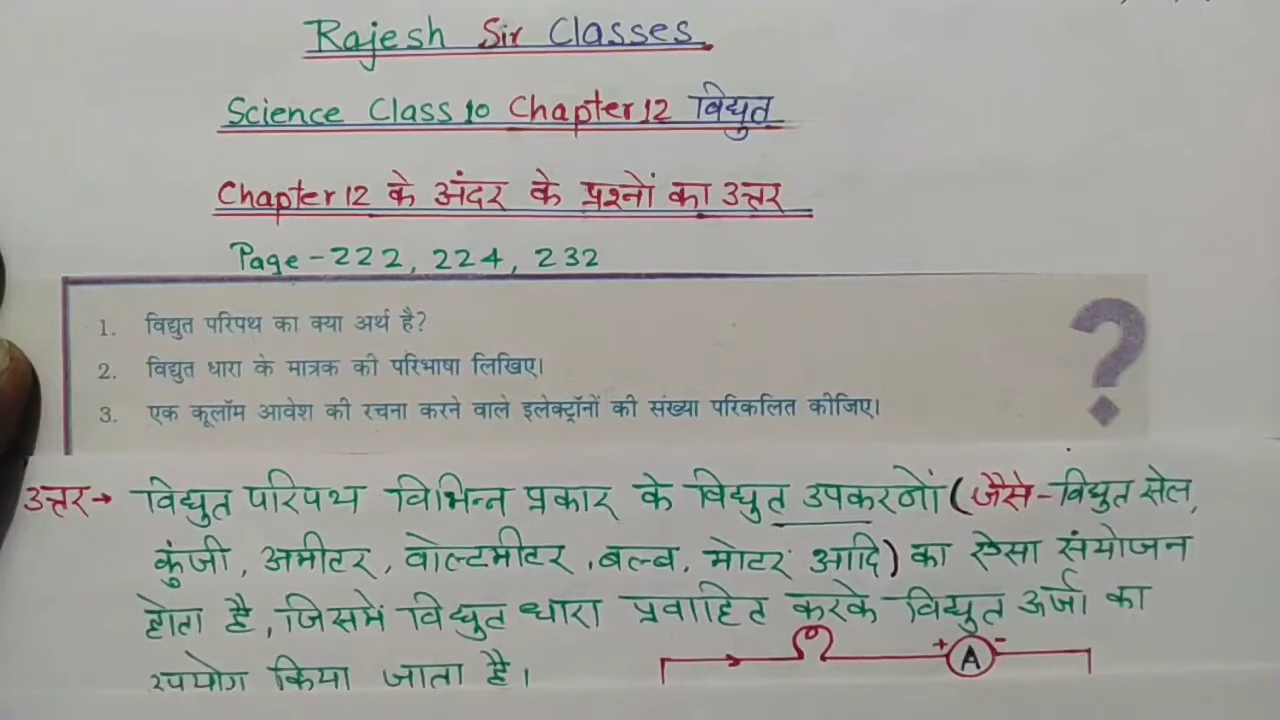 Rajesh Sir Classes
Science Class 10 Chapter 12 विद्युत
Chapter 12 के अंदर के प्रश्नों का उत्तर
Page - 222, 224, 232
1. विद्युत परिपथ का क्या अर्थ है?
2. विद्युत धारा के मात्रक की परिभाषा लिखिए।
3. एक कूलॉम आवेश की रचना करने वाले इलेक्ट्रॉनों की संख्या परिकलित कीजिए।
?
उत्तर → विद्युत परिपथ विभिन्न प्रकार के विद्युत उपकरनों (जैसे - विद्युत सेल,
कुंजी, अमीटर, वोल्टमीटर, बल्ब, मोटर आदि) का ऐसा संयोजन
होता है, जिसमें विद्युत धारा प्रवाहित करके विद्युत ऊर्जा का
उपयोग किया जाता है।
+ A -